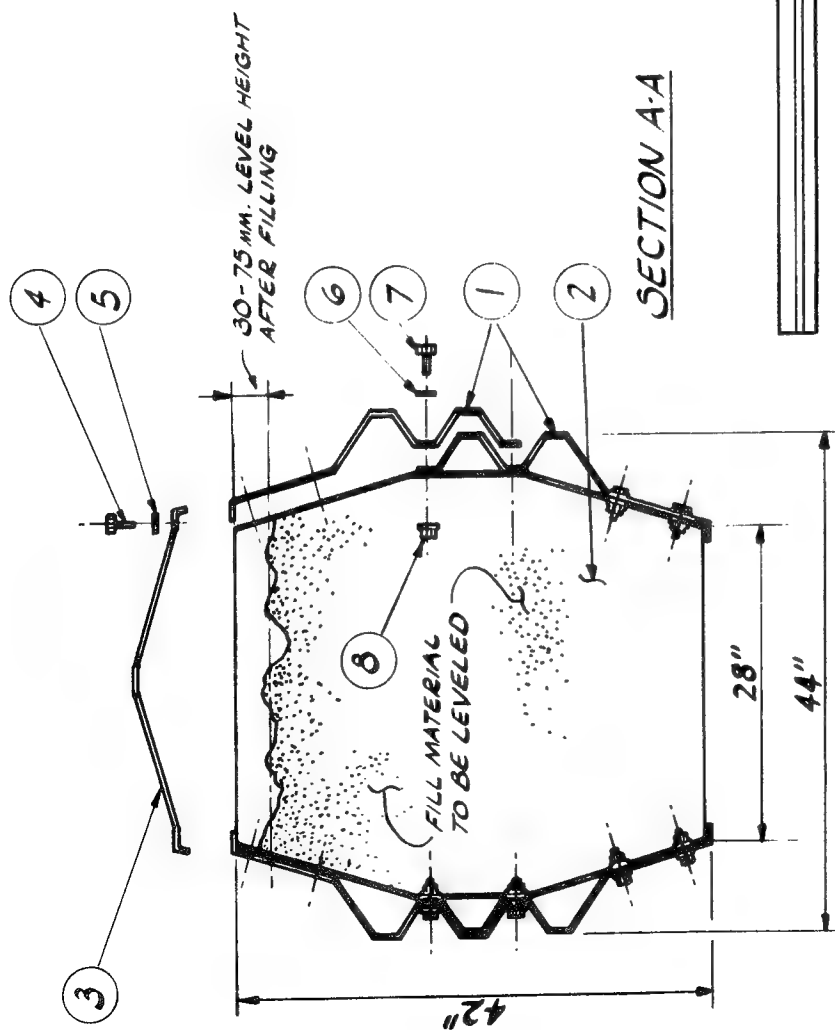 4
5
30-75 MM. LEVEL HEIGHT
AFTER FILLING
3
6
7
1
2
8
FILL MATERIAL
TO BE LEVELED
28"
44"
42"
SECTION A-A